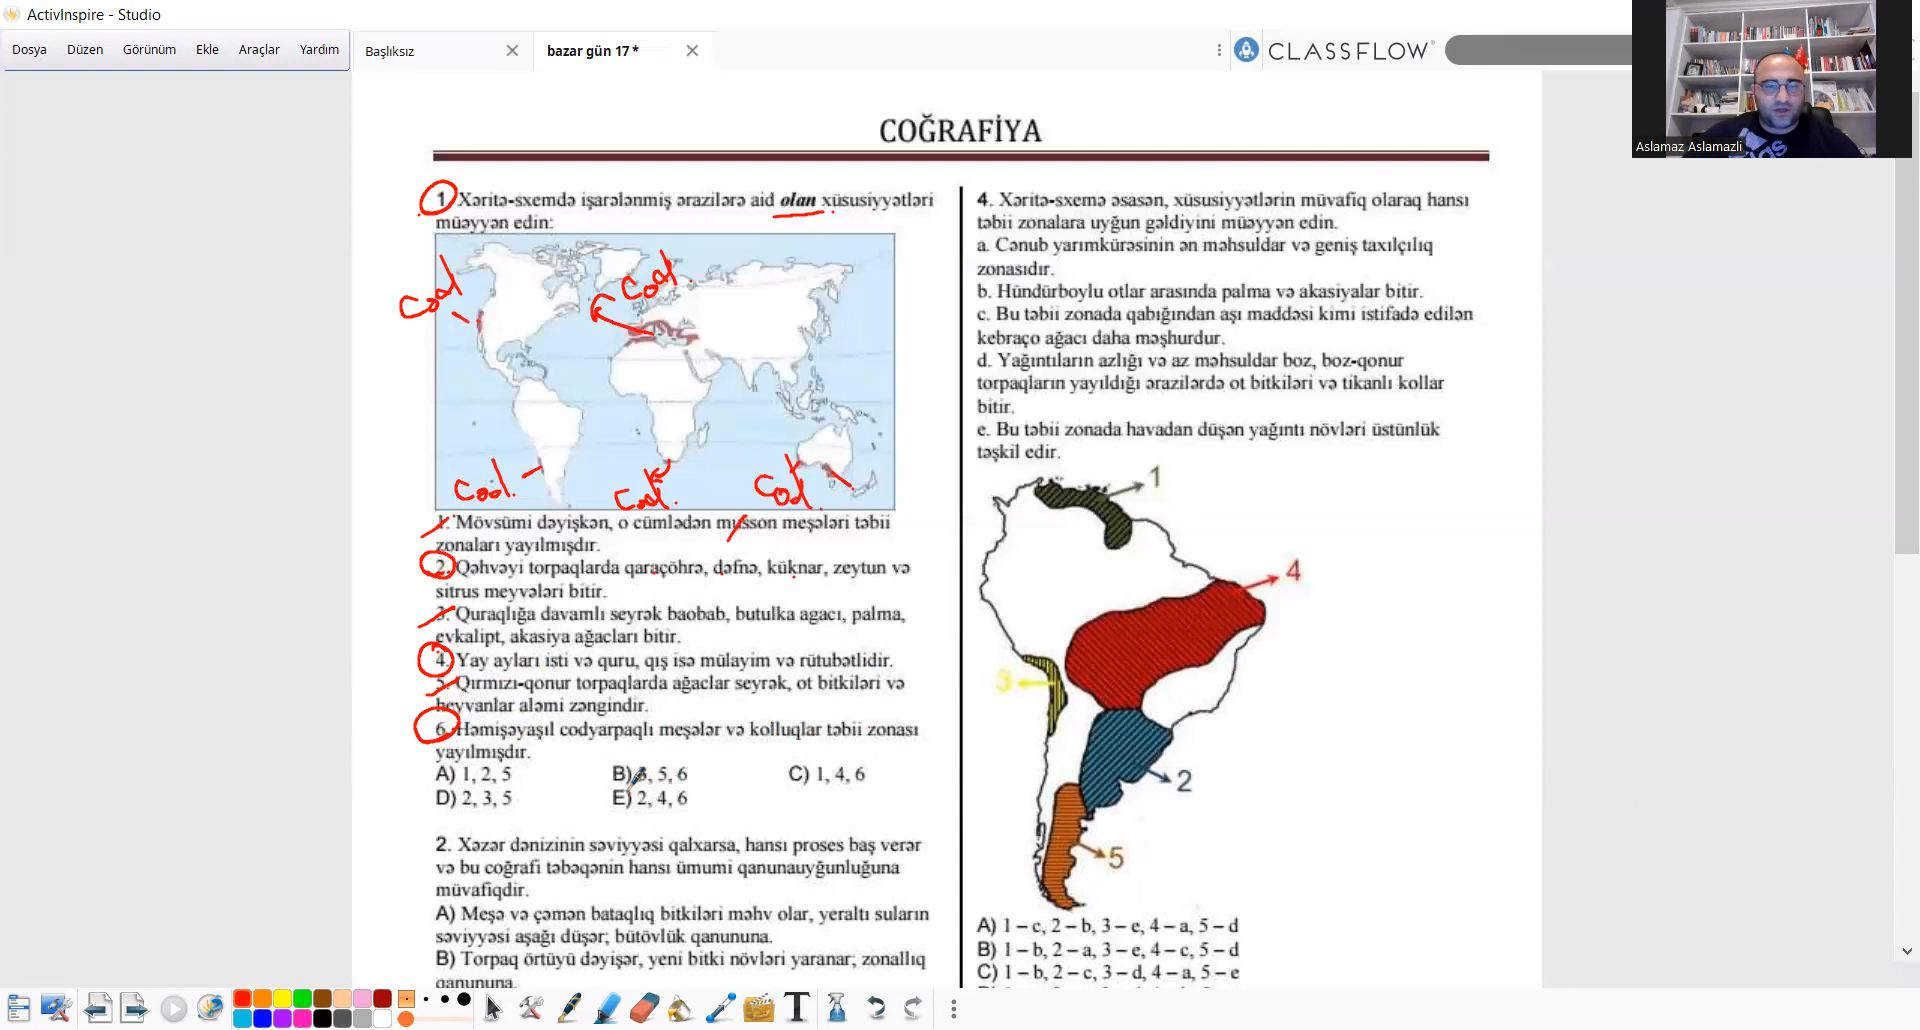 ActivInspire - Studio
Dosya Düzen Görünüm Ekle Araçlar Yardım
Başlıksız
bazar gün 17 *
CLASSFLOW
Aslamaz Aslamazli
COĞRAFİYA
1. Xəritə-sxemdə işarələnmiş ərazilərə aid olan xüsusiyyətləri
müəyyən edin:
1. Mövsümi dəyişkən, o cümlədən musson meşələri təbii
zonaları yayılmışdır.
2. Qəhvəyi torpaqlarda qaraçöhrə, dəfnə, küknar, zeytun və
sitrus meyvələri bitir.
3. Quraqlığa davamlı seyrək baobab, butulka agacı, palma,
evkalipt, akasiya ağacları bitir.
4. Yay ayları isti və quru, qış isə mülayim və rütubətlidir.
5. Qırmızı-qonur torpaqlarda ağaclar seyrək, ot bitkiləri və
heyvanlar aləmi zəngindir.
6. Həmişəyaşıl codyarpaqlı meşələr və kolluqlar təbii zonası
yayılmışdır.
A) 1, 2, 5 B) 3, 5, 6 C) 1, 4, 6
D) 2, 3, 5 E) 2, 4, 6
2. Xəzər dənizinin səviyyəsi qalxarsa, hansı proses baş verər
və bu coğrafi təbəqənin hansı ümumi qanunauyğunluğuna
müvafiqdir.
A) Meşə və çəmən bataqlıq bitkiləri məhv olar, yeraltı suların
səviyyəsi aşağı düşər; bütövlük qanununa.
B) Torpaq örtüyü dəyişər, yeni bitki növləri yaranar; zonallıq
qanununa.
4. Xəritə-sxemə əsasən, xüsusiyyətlərin müvafiq olaraq hansı
təbii zonalara uyğun gəldiyini müəyyən edin.
a. Cənub yarımkürəsinin ən məhsuldar və geniş taxılçılıq
zonasıdır.
b. Hündürboylu otlar arasında palma və akasiyalar bitir.
c. Bu təbii zonada qabığından aşı maddəsi kimi istifadə edilən
kebraço ağacı daha məşhurdur.
d. Yağıntıların azlığı və az məhsuldar boz, boz-qonur
torpaqların yayıldığı ərazilərdə ot bitkiləri və tikanlı kollar
bitir.
e. Bu təbii zonada havadan düşən yağıntı növləri üstünlük
təşkil edir.
1
4
3
2
5
A) 1 – c, 2 – b, 3 – e, 4 – a, 5 – d
B) 1 – b, 2 – a, 3 – e, 4 – c, 5 – d
C) 1 – b, 2 – c, 3 – d, 4 – a, 5 – e